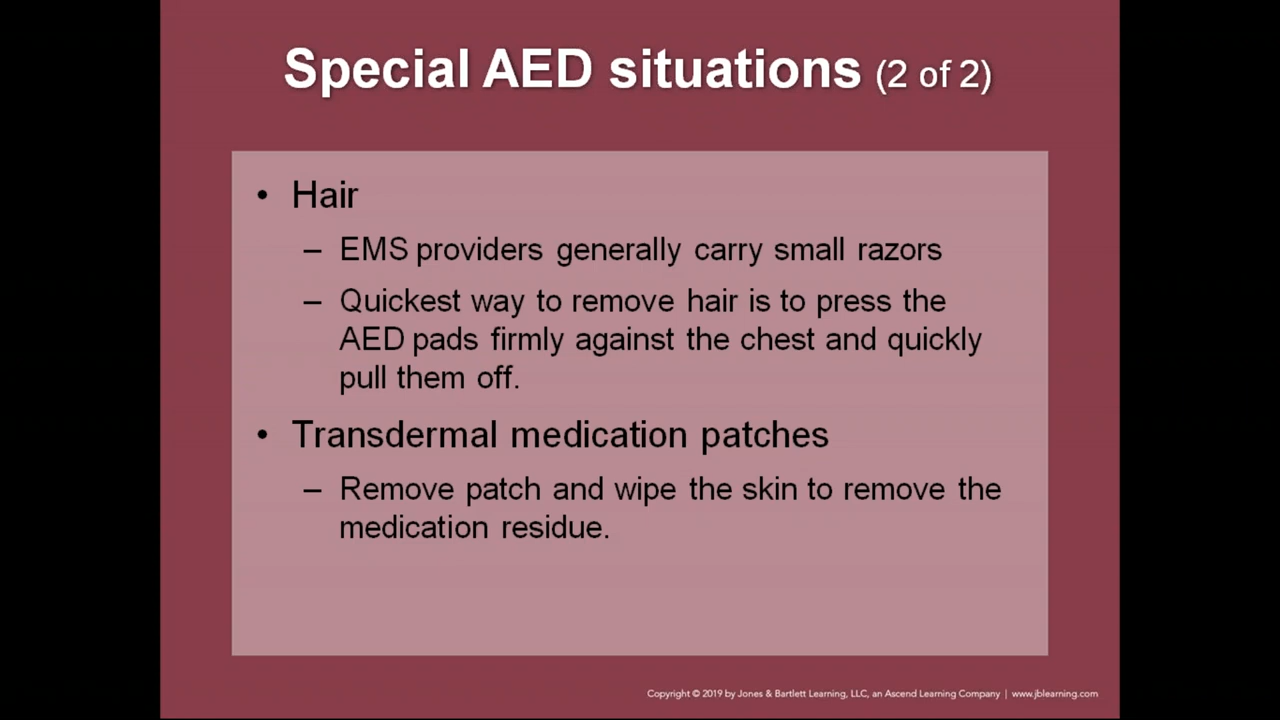 Special AED situations (2 of 2)
• Hair
– EMS providers generally carry small razors
– Quickest way to remove hair is to press the
AED pads firmly against the chest and quickly
pull them off.
• Transdermal medication patches
– Remove patch and wipe the skin to remove the
medication residue.
Copyright © 2019 by Jones & Bartlett Learning, LLC, an Ascend Learning Company | www.jblearning.com